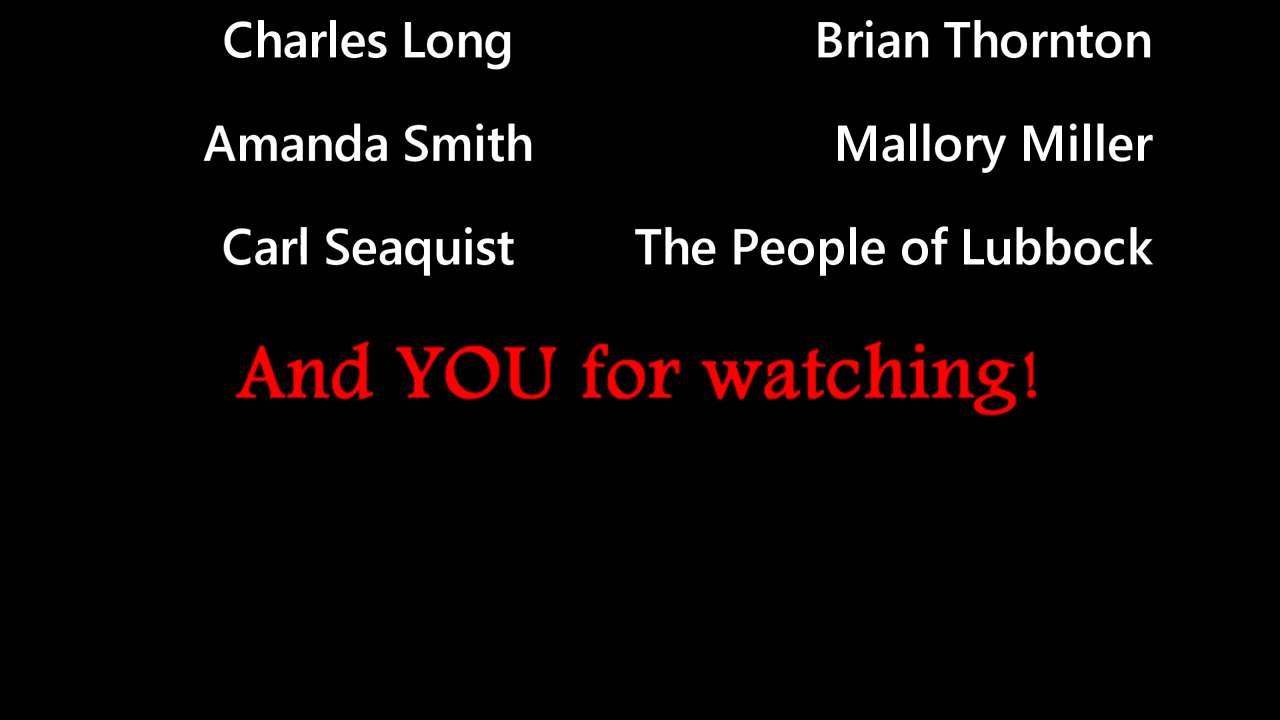 Charles Long Brian Thornton
Amanda Smith Mallory Miller
Carl Seaquist The People of Lubbock
And YOU for watching!